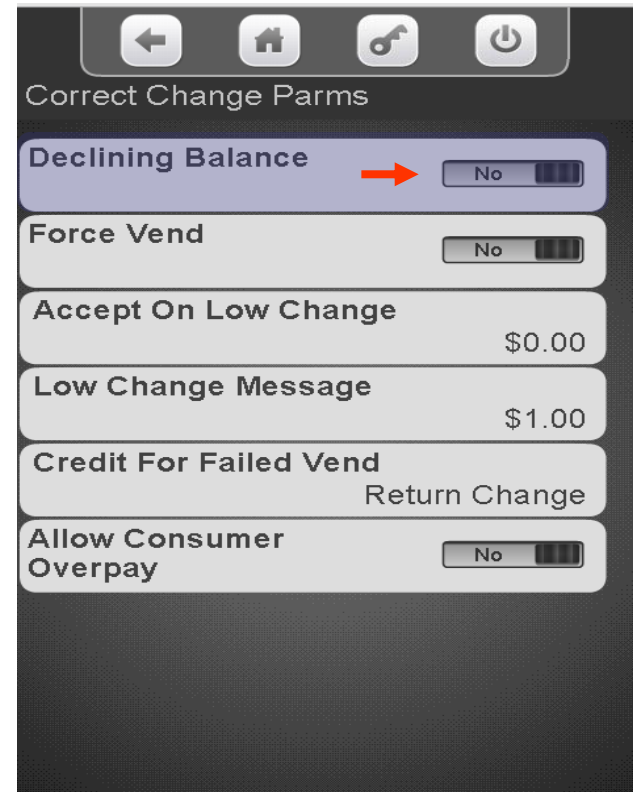 Correct Change Parms
Declining Balance
No
Force Vend
No
Accept On Low Change
$0.00
Low Change Message
$1.00
Credit For Failed Vend
Return Change
Allow Consumer
Overpay
No